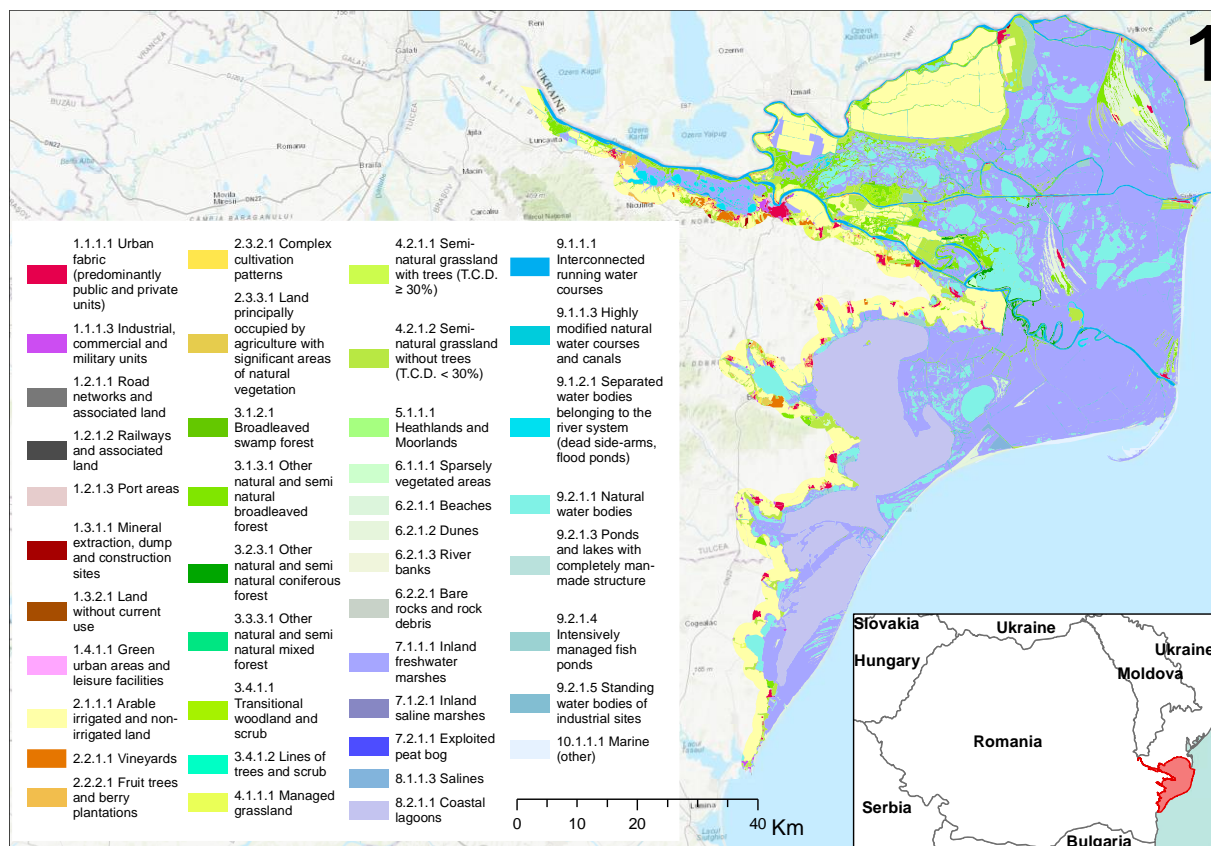 1
Reni
Galati
GALATI
VRANCEA
GALATI
BUZAU
DN22
TULCEA
UKRAINE
Ozero Kagul
Ozero Kartal
Ozero Yalpug
Ozerne
Izmail
Vylkove
Jijila
Luncavita
Romanu
Braila
Macin
Movila
Miresii
DN21
CAMPIA BARAGANULUI
Carcaliu
Niculitel
402 m
1.1.1.1 Urban
fabric
(predominantly
public and private
units)
1.1.1.3 Industrial,
commercial and
military units
1.2.1.1 Road
networks and
associated land
1.2.1.2 Railways
and associated
land
1.2.1.3 Port areas
1.3.1.1 Mineral
extraction, dump
and construction
sites
1.3.2.1 Land
without current
use
1.4.1.1 Green
urban areas and
leisure facilities
2.1.1.1 Arable
irrigated and non-
irrigated land
2.2.1.1 Vineyards
2.2.2.1 Fruit trees
and berry
plantations
2.3.2.1 Complex
cultivation
patterns
2.3.3.1 Land
principally
occupied by
agriculture with
significant areas
of natural
vegetation
3.1.2.1
Broadleaved
swamp forest
3.1.3.1 Other
natural and semi
natural
broadleaved
forest
3.2.3.1 Other
natural and semi
natural coniferous
forest
3.3.3.1 Other
natural and semi
natural mixed
forest
3.4.1.1
Transitional
woodland and
scrub
3.4.1.2 Lines of
trees and scrub
4.1.1.1 Managed
grassland
4.2.1.1 Semi-
natural grassland
with trees (T.C.D.
≥ 30%)
4.2.1.2 Semi-
natural grassland
without trees
(T.C.D. < 30%)
5.1.1.1
Heathlands and
Moorlands
6.1.1.1 Sparsely
vegetated areas
6.2.1.1 Beaches
6.2.1.2 Dunes
6.2.1.3 River
banks
6.2.2.1 Bare
rocks and rock
debris
7.1.1.1 Inland
freshwater
marshes
7.1.2.1 Inland
saline marshes
7.2.1.1 Exploited
peat bog
8.1.1.3 Salines
8.2.1.1 Coastal
lagoons
9.1.1.1
Interconnected
running water
courses
9.1.1.3 Highly
modified natural
water courses
and canals
9.1.2.1 Separated
water bodies
belonging to the
river system
(dead side-arms,
flood ponds)
9.2.1.1 Natural
water bodies
9.2.1.3 Ponds
and lakes with
completely man-
made structure
9.2.1.4
Intensively
managed fish
ponds
9.2.1.5 Standing
water bodies of
industrial sites
10.1.1.1 Marine
(other)
TULCEA
DN22
Cogealac
165 m
Lacul
0 10 20 40 Km
Slovakia
Ukraine
Hungary
Ukraine
Moldova
Romania
Serbia
Bulgaria